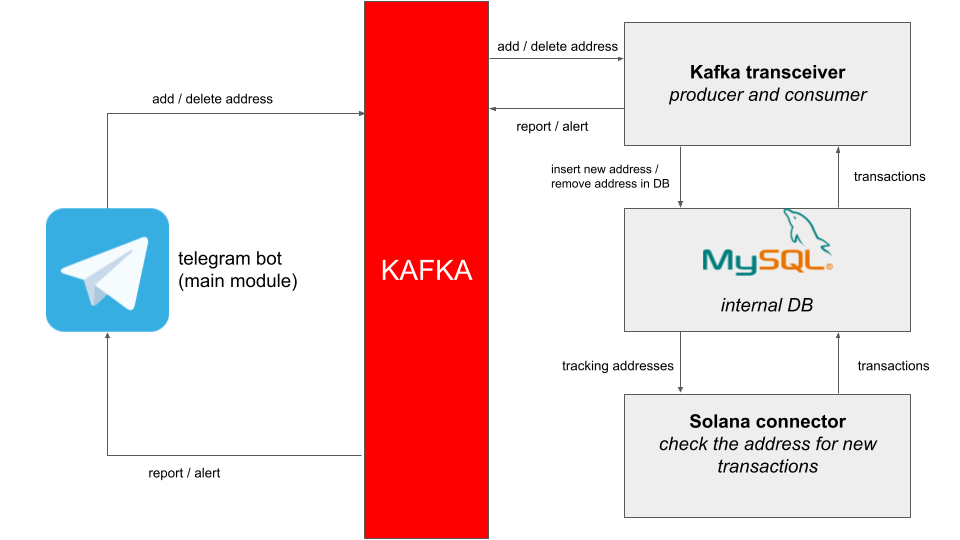 add / delete address
Kafka transceiver
producer and consumer
add / delete address
report / alert
insert new address /
remove address in DB
transactions
telegram bot
(main module)
KAFKA
MySQL®
internal DB
tracking addresses
transactions
Solana connector
check the address for new
transactions
report / alert